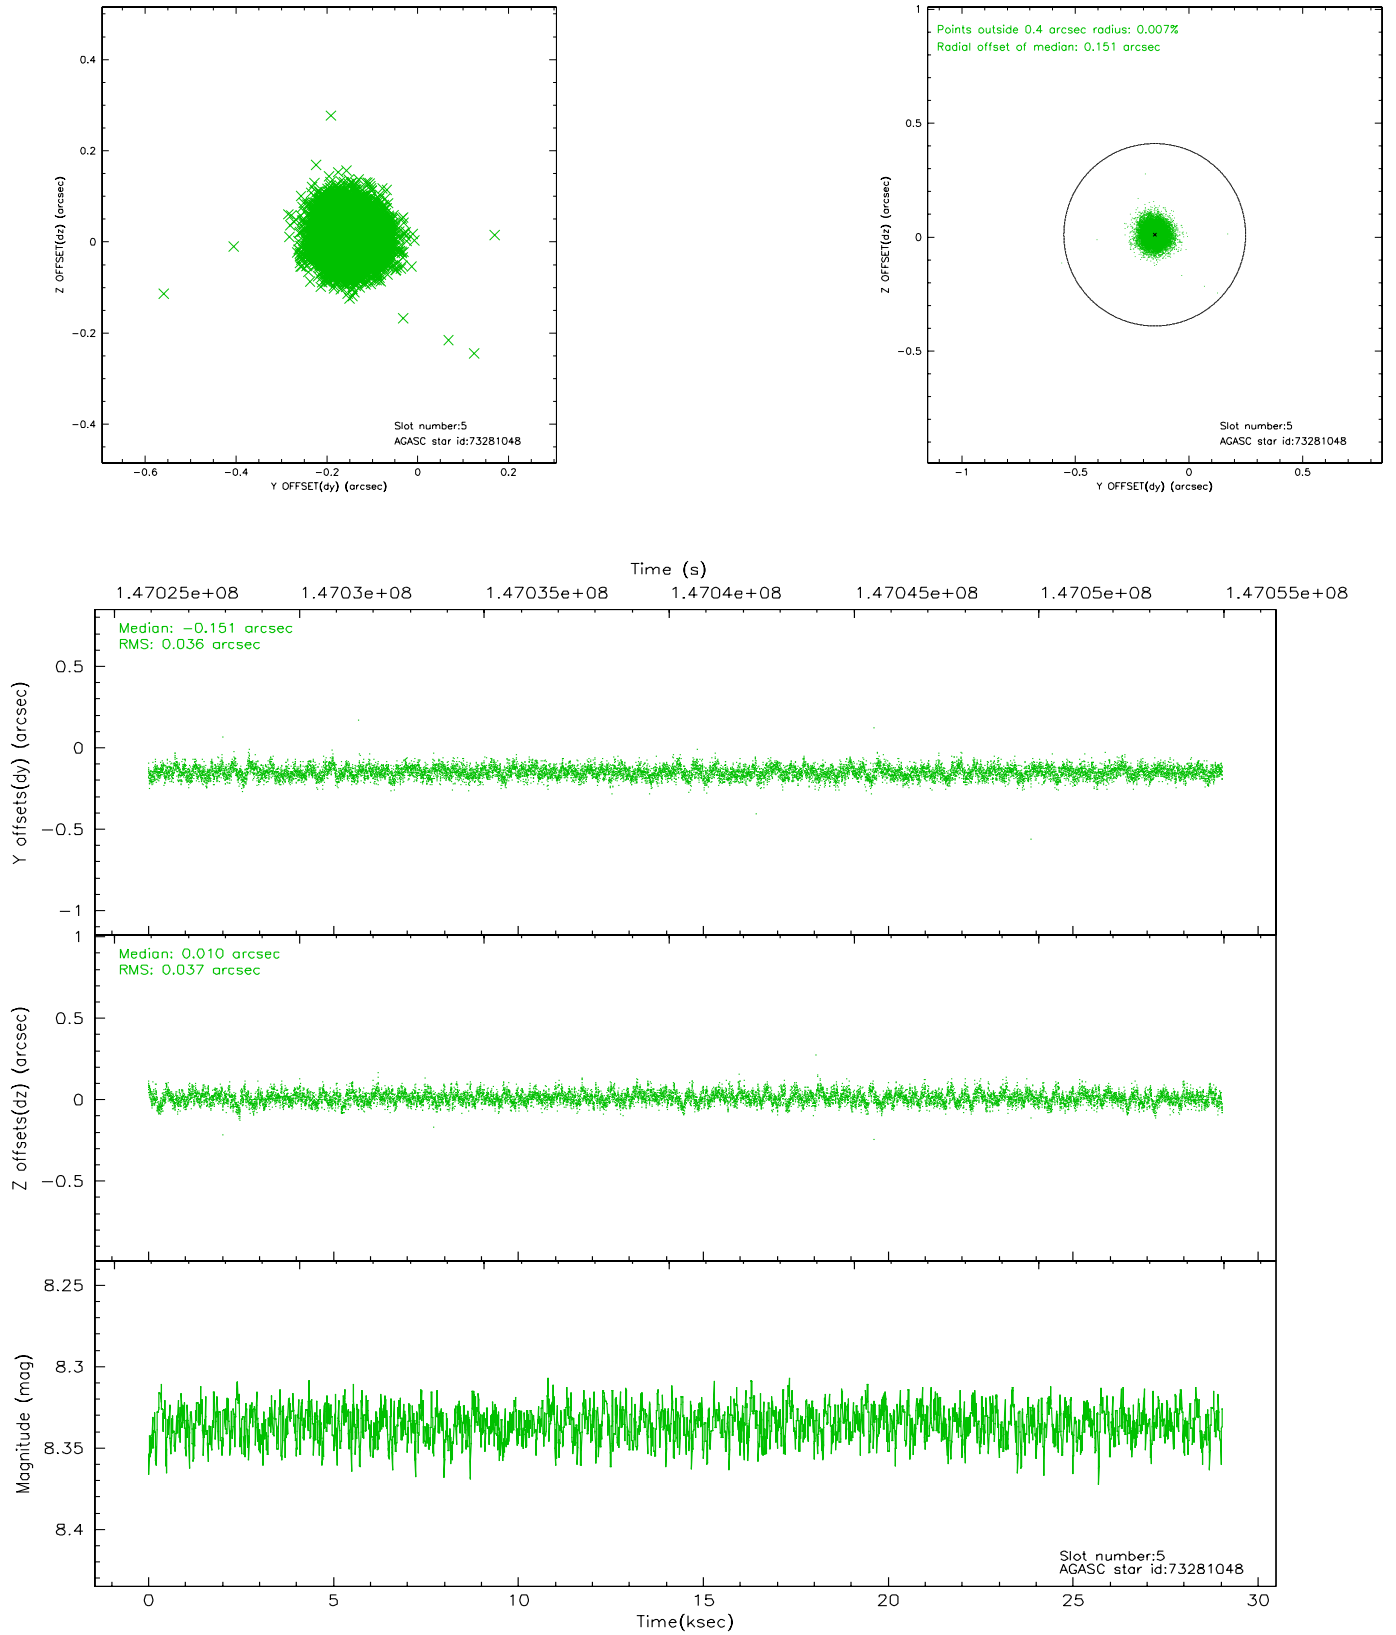 0.4
0.2
0
−0.2
−0.4
Z OFFSET(dz) (arcsec)
Slot number:5
AGASC star id:73281048
−0.6 −0.4 −0.2 0 0.2
Y OFFSET(dy) (arcsec)
Points outside 0.4 arcsec radius: 0.007%
Radial offset of median: 0.151 arcsec
1
0.5
0
−0.5
Z OFFSET(dz) (arcsec)
Slot number:5
AGASC star id:73281048
−1 −0.5 0 0.5
Y OFFSET(dy) (arcsec)
Time (s)
1.47025e+08 1.4703e+08 1.47035e+08 1.4704e+08 1.47045e+08 1.4705e+08 1.47055e+08
Median: −0.151 arcsec
RMS: 0.036 arcsec
0.5
0
−0.5
−1
Y offsets(dy) (arcsec)
Median: 0.010 arcsec
RMS: 0.037 arcsec
1
0.5
0
−0.5
Z offsets(dz) (arcsec)
8.25
8.3
8.35
8.4
Magnitude (mag)
Slot number:5
AGASC star id:73281048
0 5 10 15 20 25 30
Time(ksec)